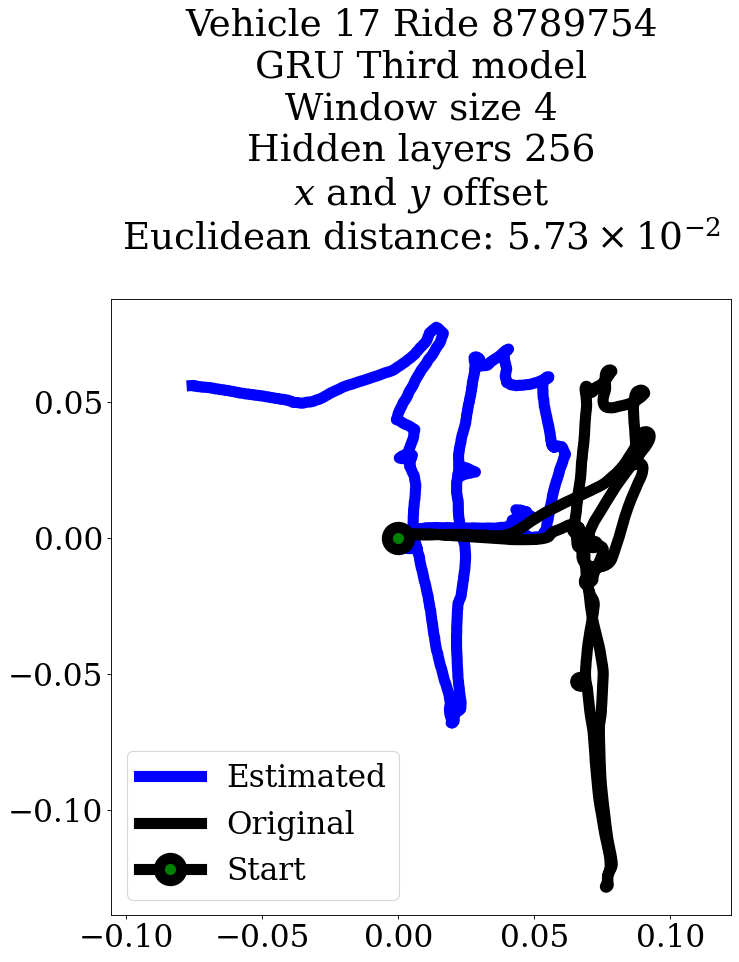 Vehicle 17 Ride 8789754
GRU Third model
Window size 4
Hidden layers 256
x and y offset
Euclidean distance: 5.73 × 10⁻²
0.05
0.00
−0.05
−0.10
Estimated
Original
Start
−0.10 −0.05 0.00 0.05 0.10